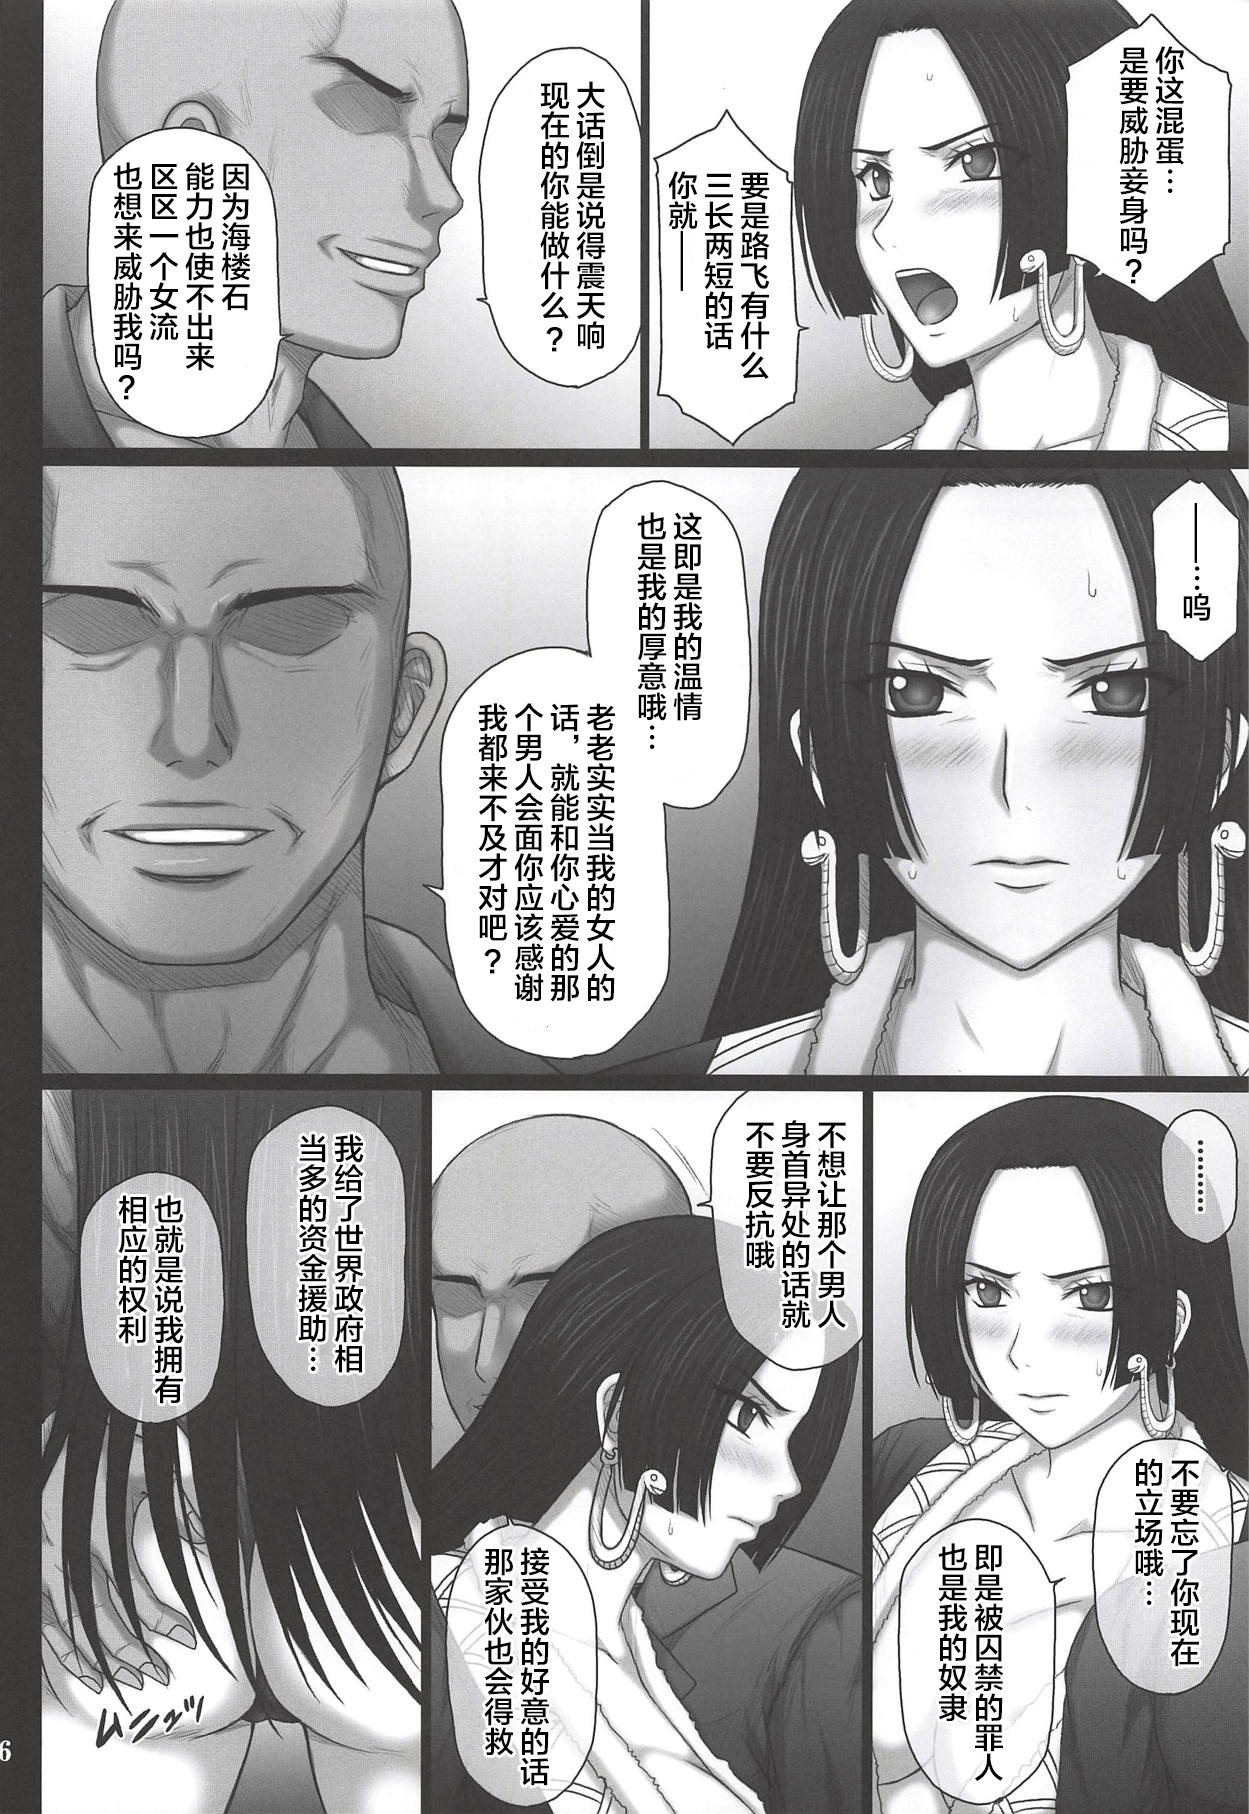 你这混蛋…
是要威胁妾身吗？
要是路飞有什么
三长两短的话
你就——
大话倒是说得震天响
现在的你能做什么？
因为海楼石
能力也使不出来
区区一个女流
也想来威胁我吗？
——…呜
这即是我的温情
也是我的厚意哦…
老老实实当我的女人的
话，就能和你心爱的那
个男人会面你应该感谢
我都来不及才对吧？
………
不要忘了你现在
的立场哦…
即是被囚禁的罪人
也是我的奴隶
不想让那个男人
身首异处的话就
不要反抗哦
接受我的好意的话
那家伙也会得救
我给了世界政府相
当多的资金援助…
也就是说我拥有
相应的权利
ムニュッ
6